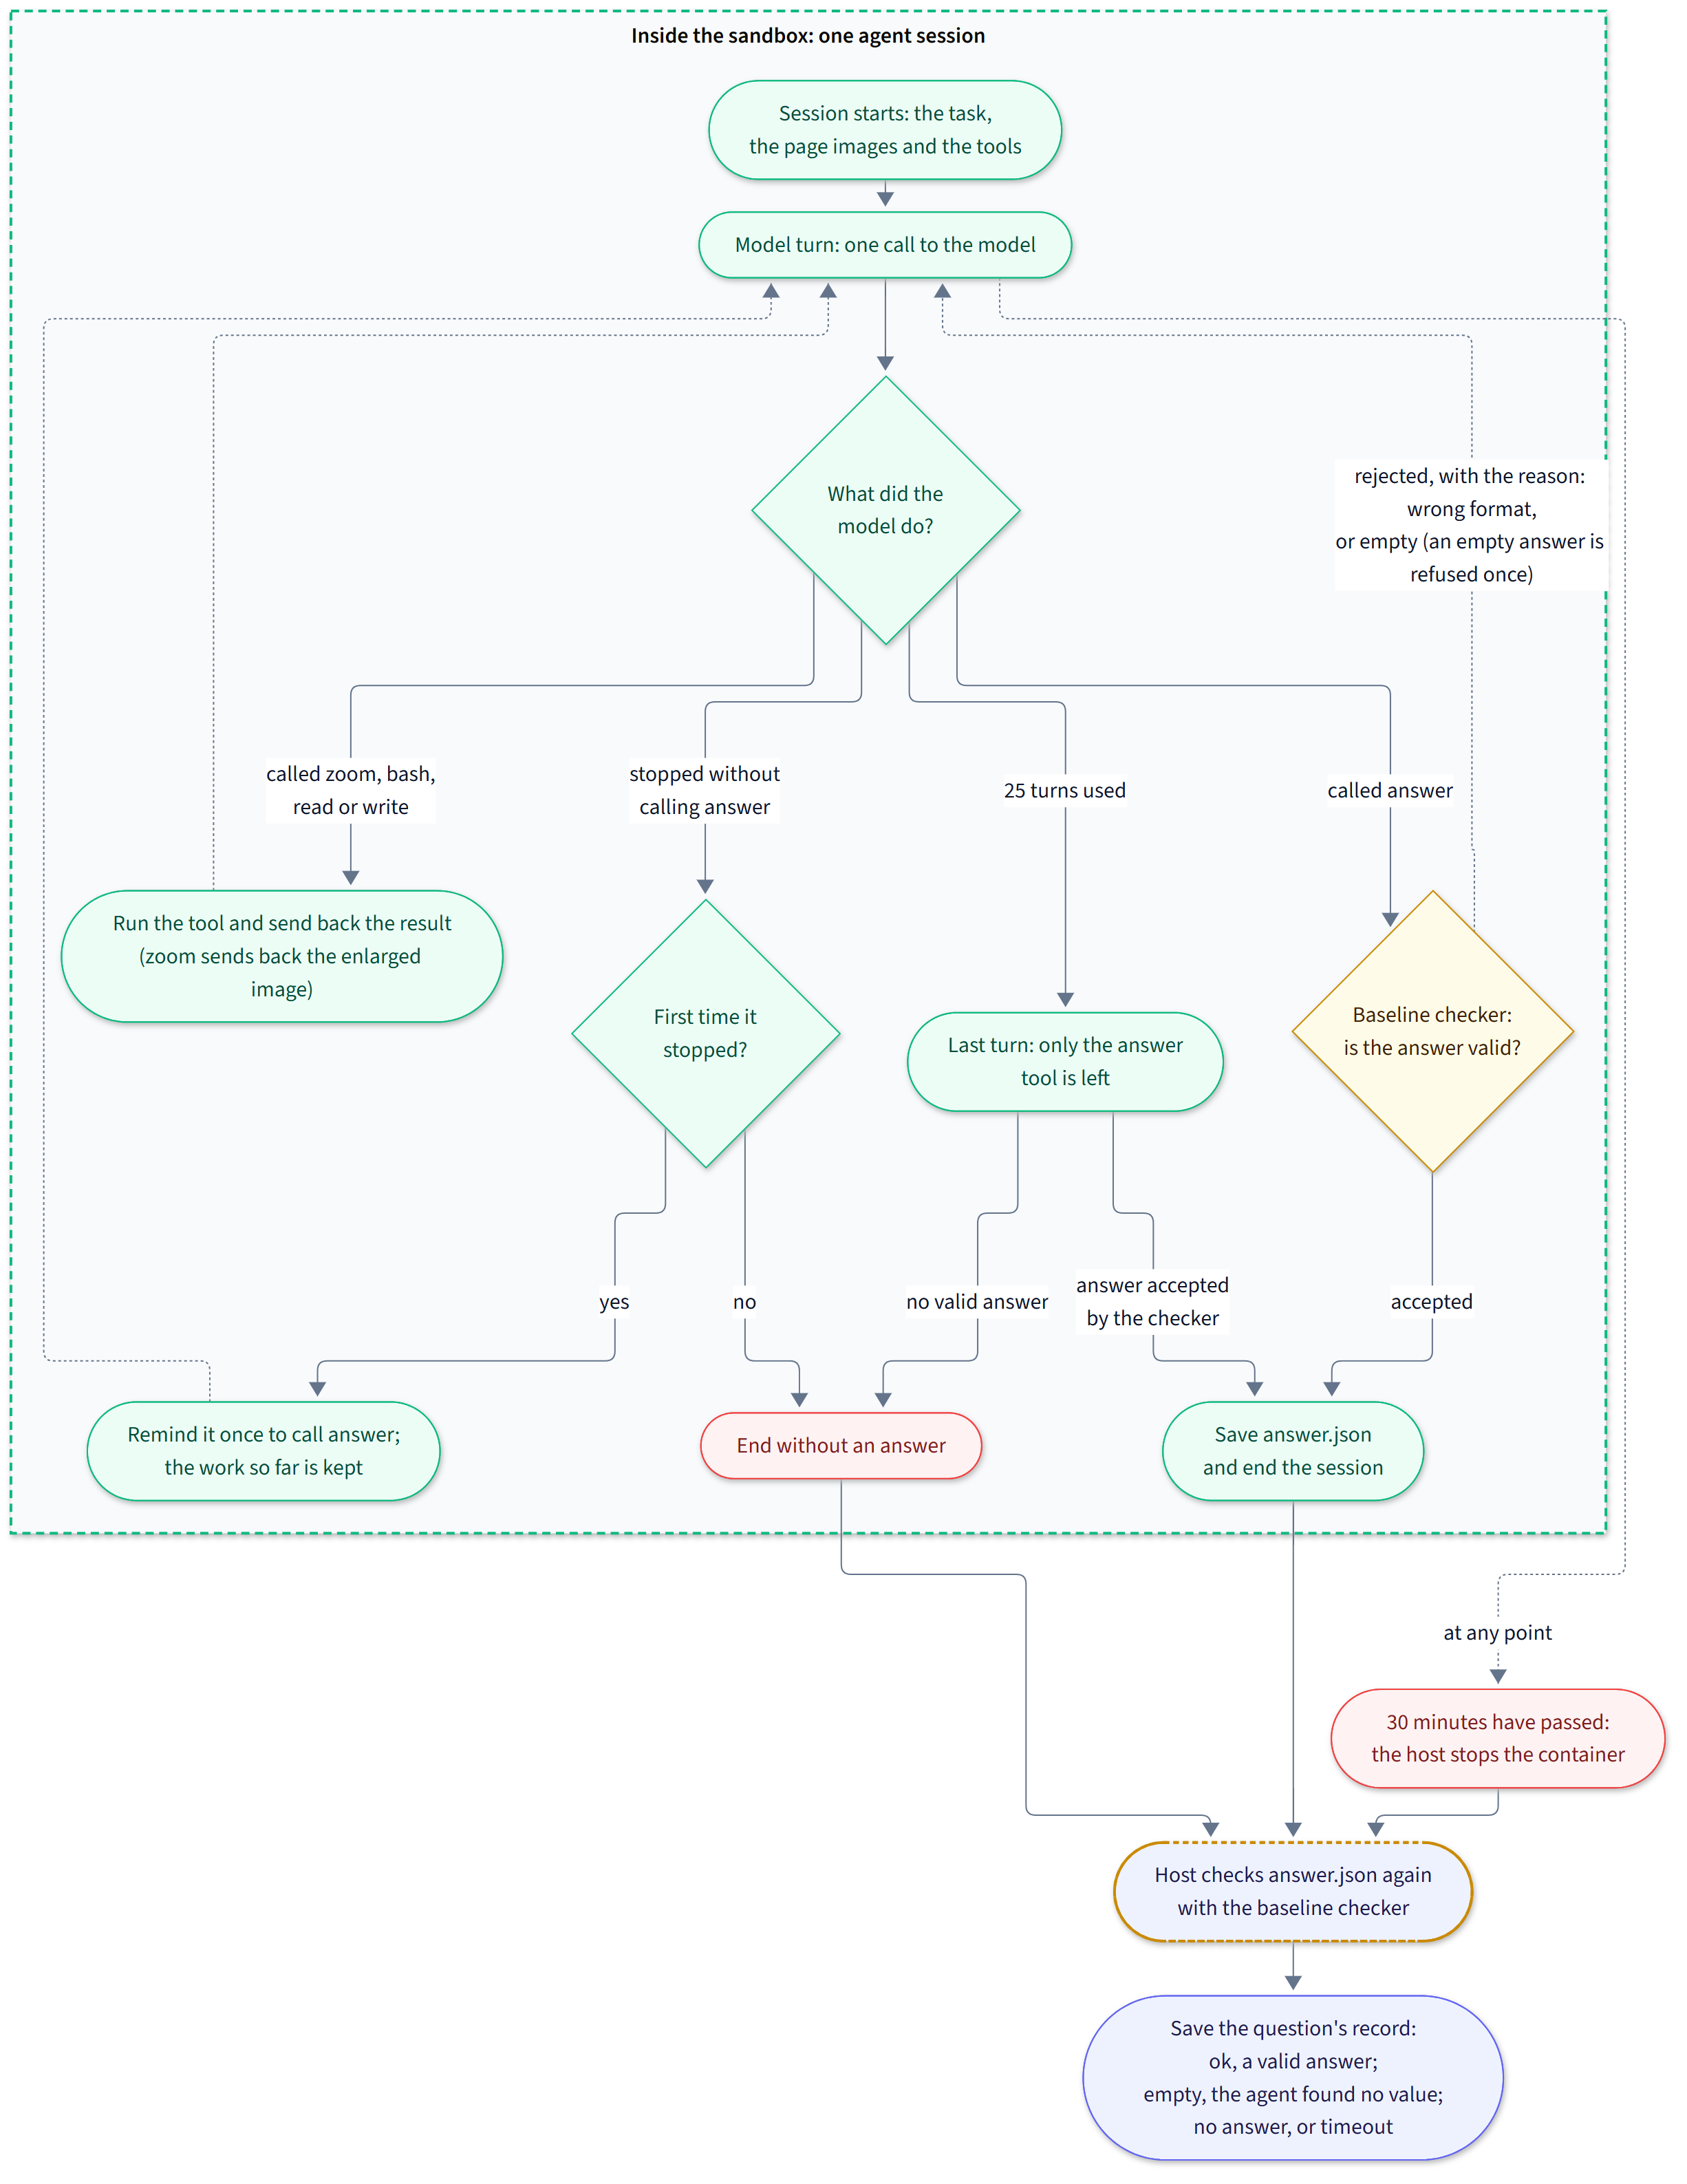 Inside the sandbox: one agent session
Session starts: the task,
the page images and the tools
Model turn: one call to the model
What did the
model do?
rejected, with the reason:
wrong format,
or empty (an empty answer is
refused once)
called zoom, bash,
read or write
stopped without
calling answer
25 turns used
called answer
Run the tool and send back the result
(zoom sends back the enlarged
image)
First time it
stopped?
Last turn: only the answer
tool is left
Baseline checker:
is the answer valid?
yes
no
no valid answer
answer accepted
by the checker
accepted
Remind it once to call answer;
the work so far is kept
End without an answer
Save answer.json
and end the session
at any point
30 minutes have passed:
the host stops the container
Host checks answer.json again
with the baseline checker
Save the question's record:
ok, a valid answer;
empty, the agent found no value;
no answer, or timeout